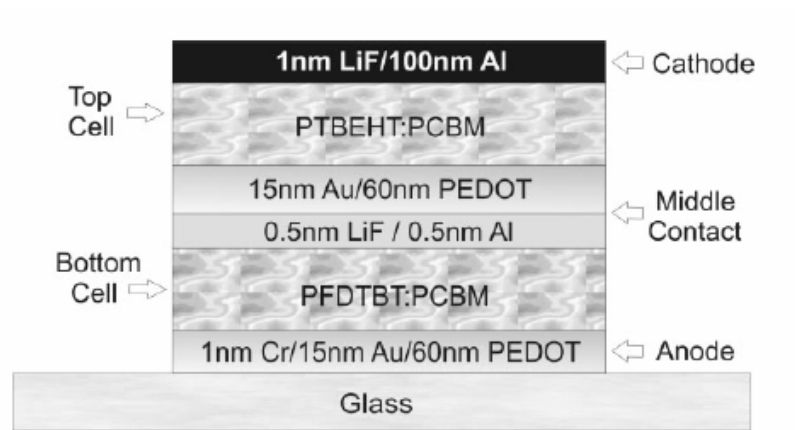 1nm LiF/100nm Al
Cathode
Top
Cell
PTBEHT:PCBM
15nm Au/60nm PEDOT
Middle
Contact
0.5nm LiF / 0.5nm Al
Bottom
Cell
PFDTBT:PCBM
1nm Cr/15nm Au/60nm PEDOT
Anode
Glass